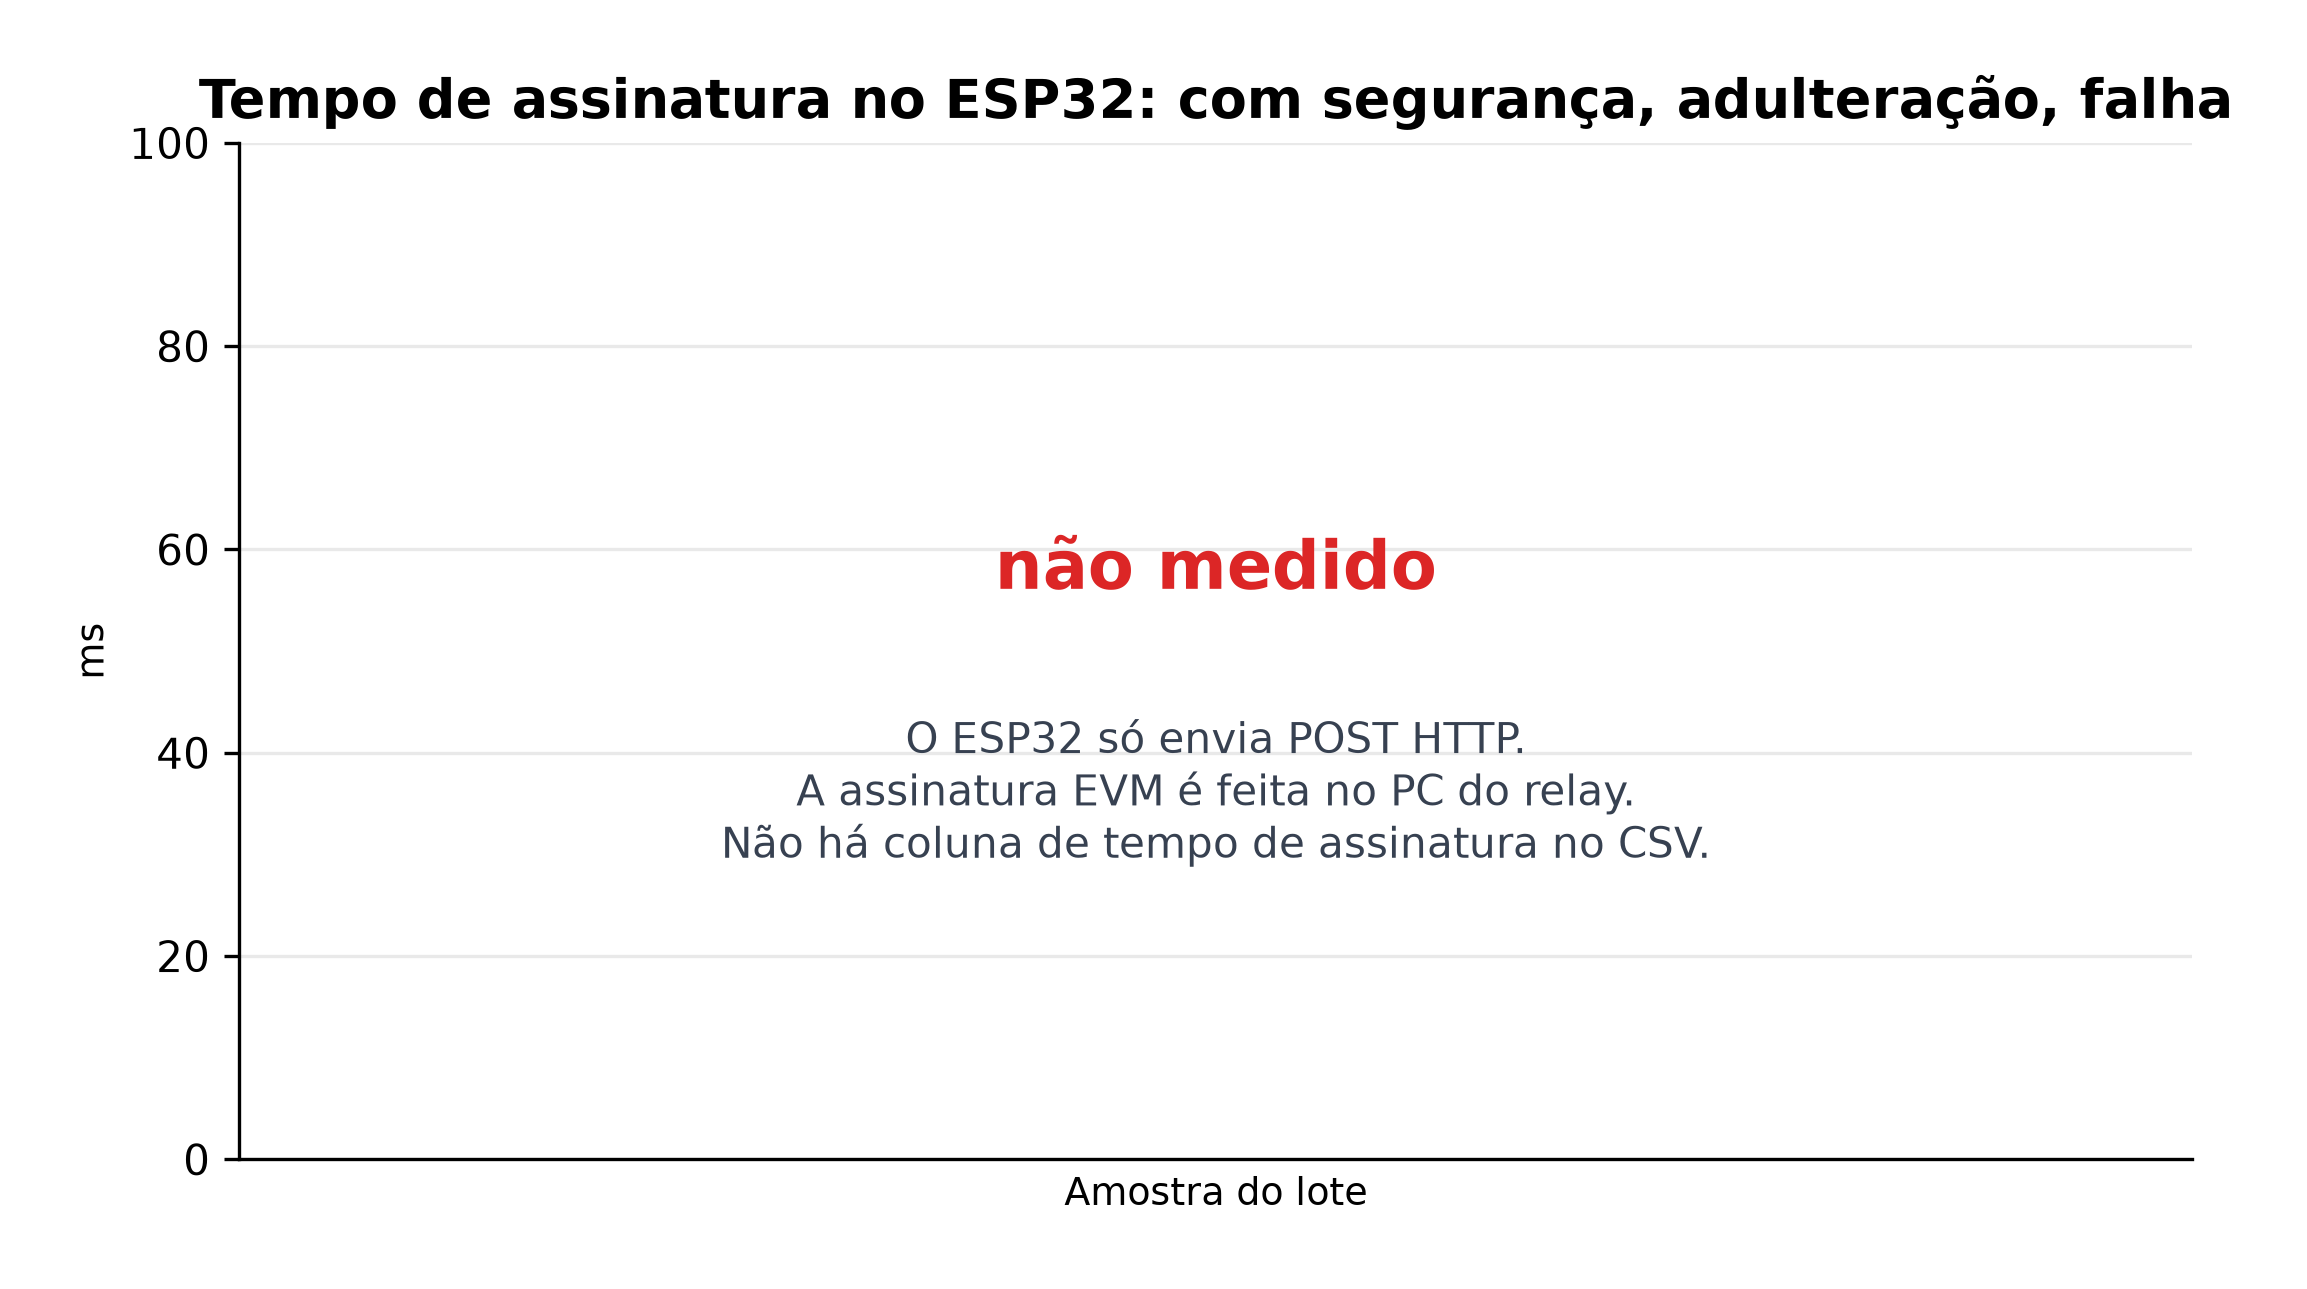 Tempo de assinatura no ESP32: com segurança, adulteração, falha
100
80
60
40
20
0
ms
não medido
O ESP32 só envia POST HTTP.
A assinatura EVM é feita no PC do relay.
Não há coluna de tempo de assinatura no CSV.
Amostra do lote